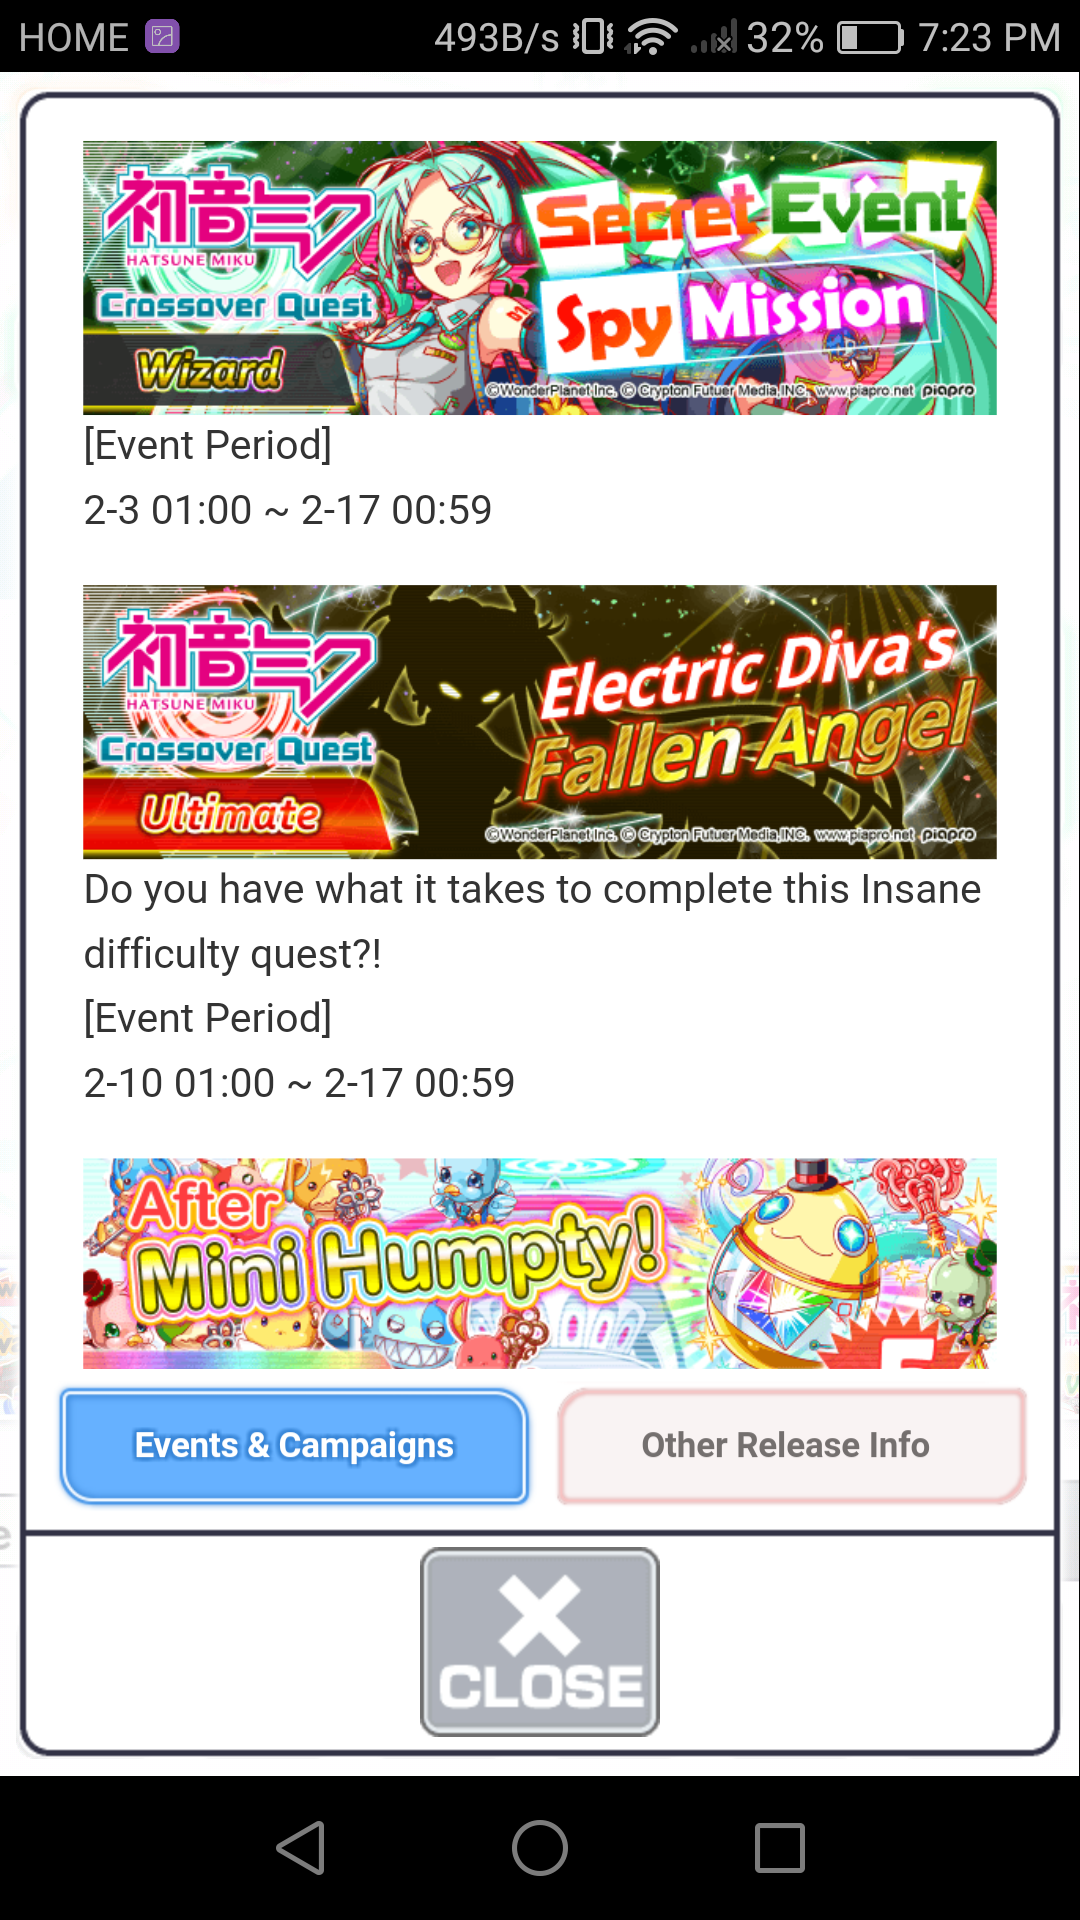 HOME 493B/s 32% 7:23 PM
初音ミク
HATSUNE MIKU
Crossover Quest
Wizard
Secret Event
Spy Mission
©WonderPlanet Inc. © Crypton Futuer Media,INC. www.piapro.net piapro
[Event Period]
2-3 01:00 ~ 2-17 00:59
初音ミク
HATSUNE MIKU
Crossover Quest
Ultimate
Electric Diva's
Fallen Angel
©WonderPlanet Inc. © Crypton Futuer Media,INC. www.piapro.net piapro
Do you have what it takes to complete this Insane
difficulty quest?!
[Event Period]
2-10 01:00 ~ 2-17 00:59
After
Mini Humpty!
Events & Campaigns
Other Release Info
CLOSE